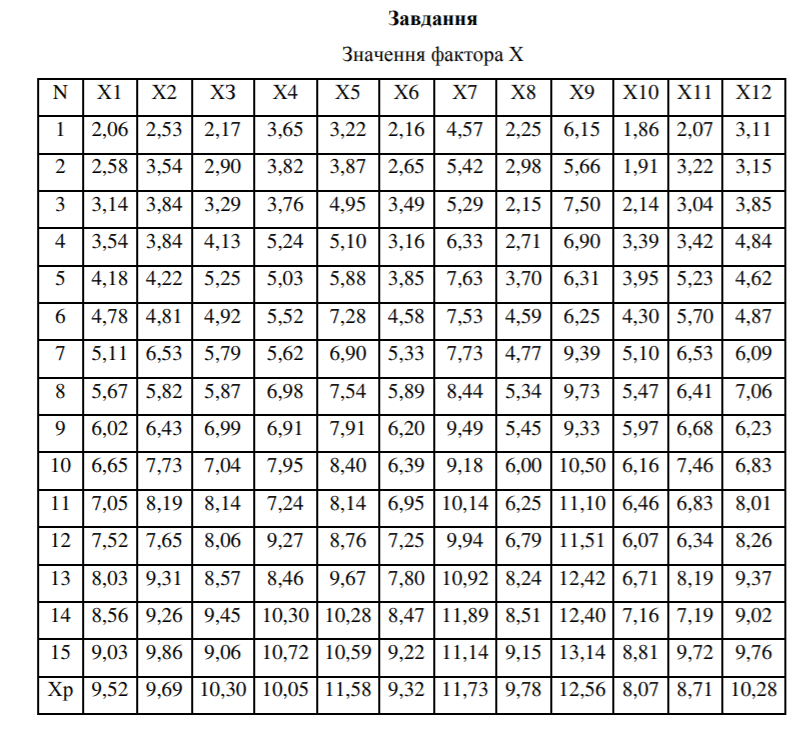 Завдання
Значення фактора X
N X1 X2 X3 X4 X5 X6 X7 X8 X9 X10 X11 X12
1 2,06 2,53 2,17 3,65 3,22 2,16 4,57 2,25 6,15 1,86 2,07 3,11
2 2,58 3,54 2,90 3,82 3,87 2,65 5,42 2,98 5,66 1,91 3,22 3,15
3 3,14 3,84 3,29 3,76 4,95 3,49 5,29 2,15 7,50 2,14 3,04 3,85
4 3,54 3,84 4,13 5,24 5,10 3,16 6,33 2,71 6,90 3,39 3,42 4,84
5 4,18 4,22 5,25 5,03 5,88 3,85 7,63 3,70 6,31 3,95 5,23 4,62
6 4,78 4,81 4,92 5,52 7,28 4,58 7,53 4,59 6,25 4,30 5,70 4,87
7 5,11 6,53 5,79 5,62 6,90 5,33 7,73 4,77 9,39 5,10 6,53 6,09
8 5,67 5,82 5,87 6,98 7,54 5,89 8,44 5,34 9,73 5,47 6,41 7,06
9 6,02 6,43 6,99 6,91 7,91 6,20 9,49 5,45 9,33 5,97 6,68 6,23
10 6,65 7,73 7,04 7,95 8,40 6,39 9,18 6,00 10,50 6,16 7,46 6,83
11 7,05 8,19 8,14 7,24 8,14 6,95 10,14 6,25 11,10 6,46 6,83 8,01
12 7,52 7,65 8,06 9,27 8,76 7,25 9,94 6,79 11,51 6,07 6,34 8,26
13 8,03 9,31 8,57 8,46 9,67 7,80 10,92 8,24 12,42 6,71 8,19 9,37
14 8,56 9,26 9,45 10,30 10,28 8,47 11,89 8,51 12,40 7,16 7,19 9,02
15 9,03 9,86 9,06 10,72 10,59 9,22 11,14 9,15 13,14 8,81 9,72 9,76
Xp 9,52 9,69 10,30 10,05 11,58 9,32 11,73 9,78 12,56 8,07 8,71 10,28